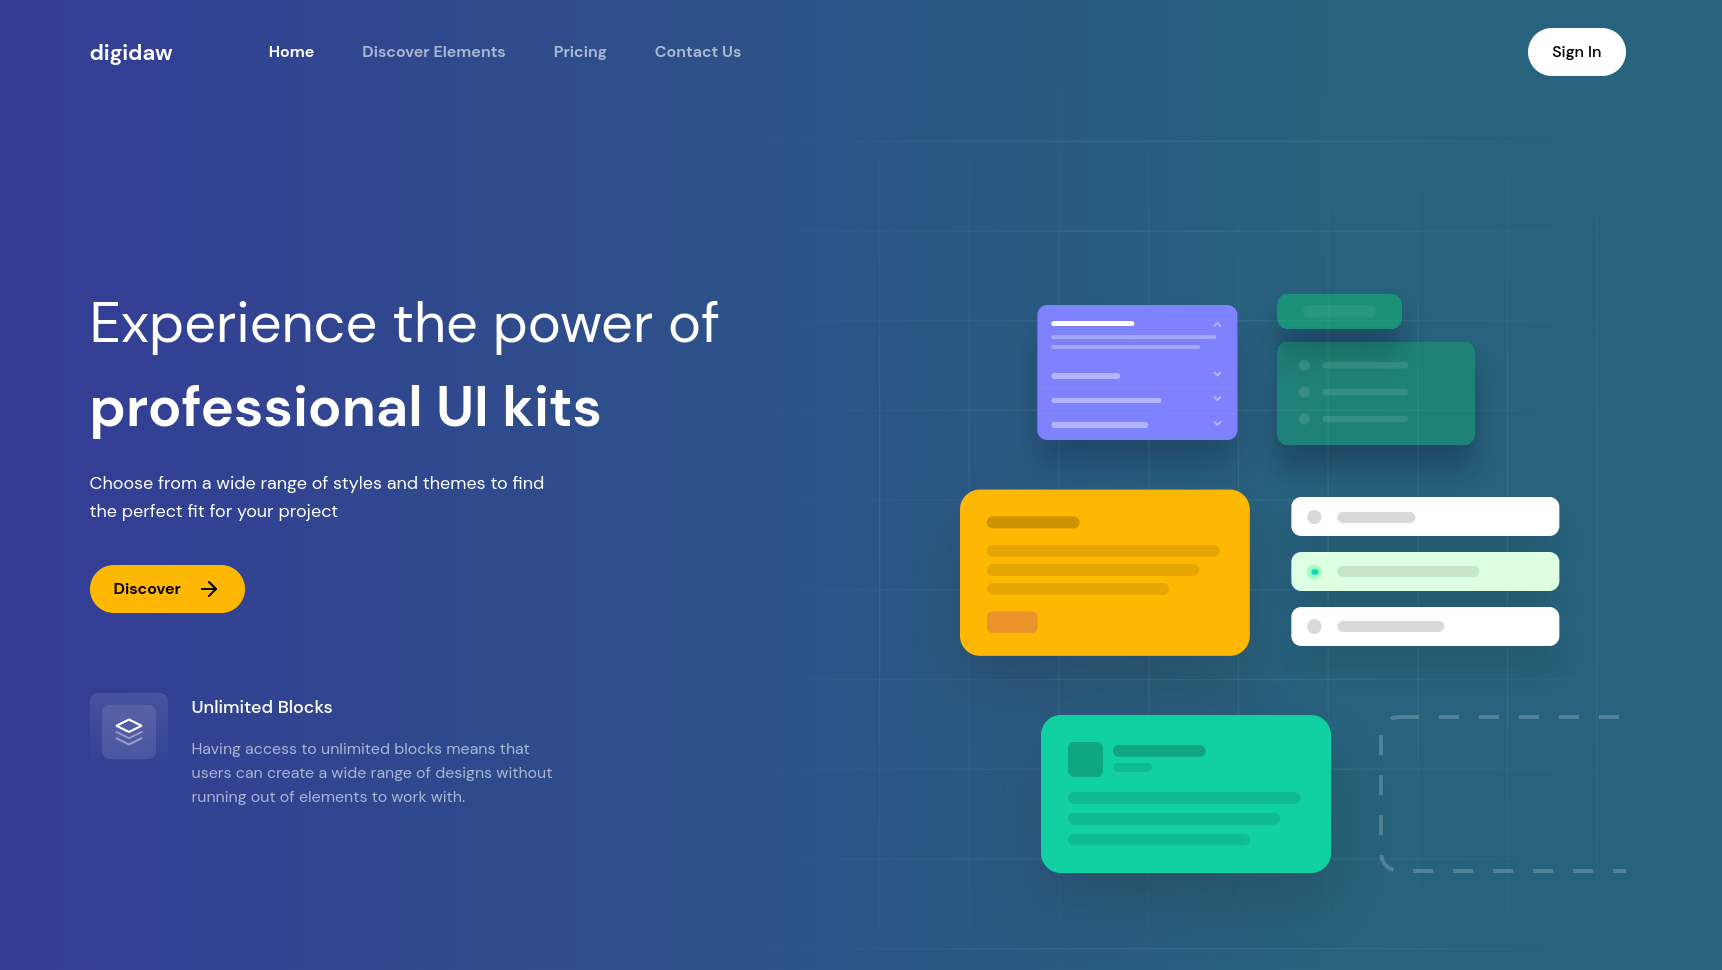 digidaw
Home
Discover Elements
Pricing
Contact Us
Sign In
Experience the power of
professional UI kits
Choose from a wide range of styles and themes to find
the perfect fit for your project
Discover
Unlimited Blocks
Having access to unlimited blocks means that
users can create a wide range of designs without
running out of elements to work with.